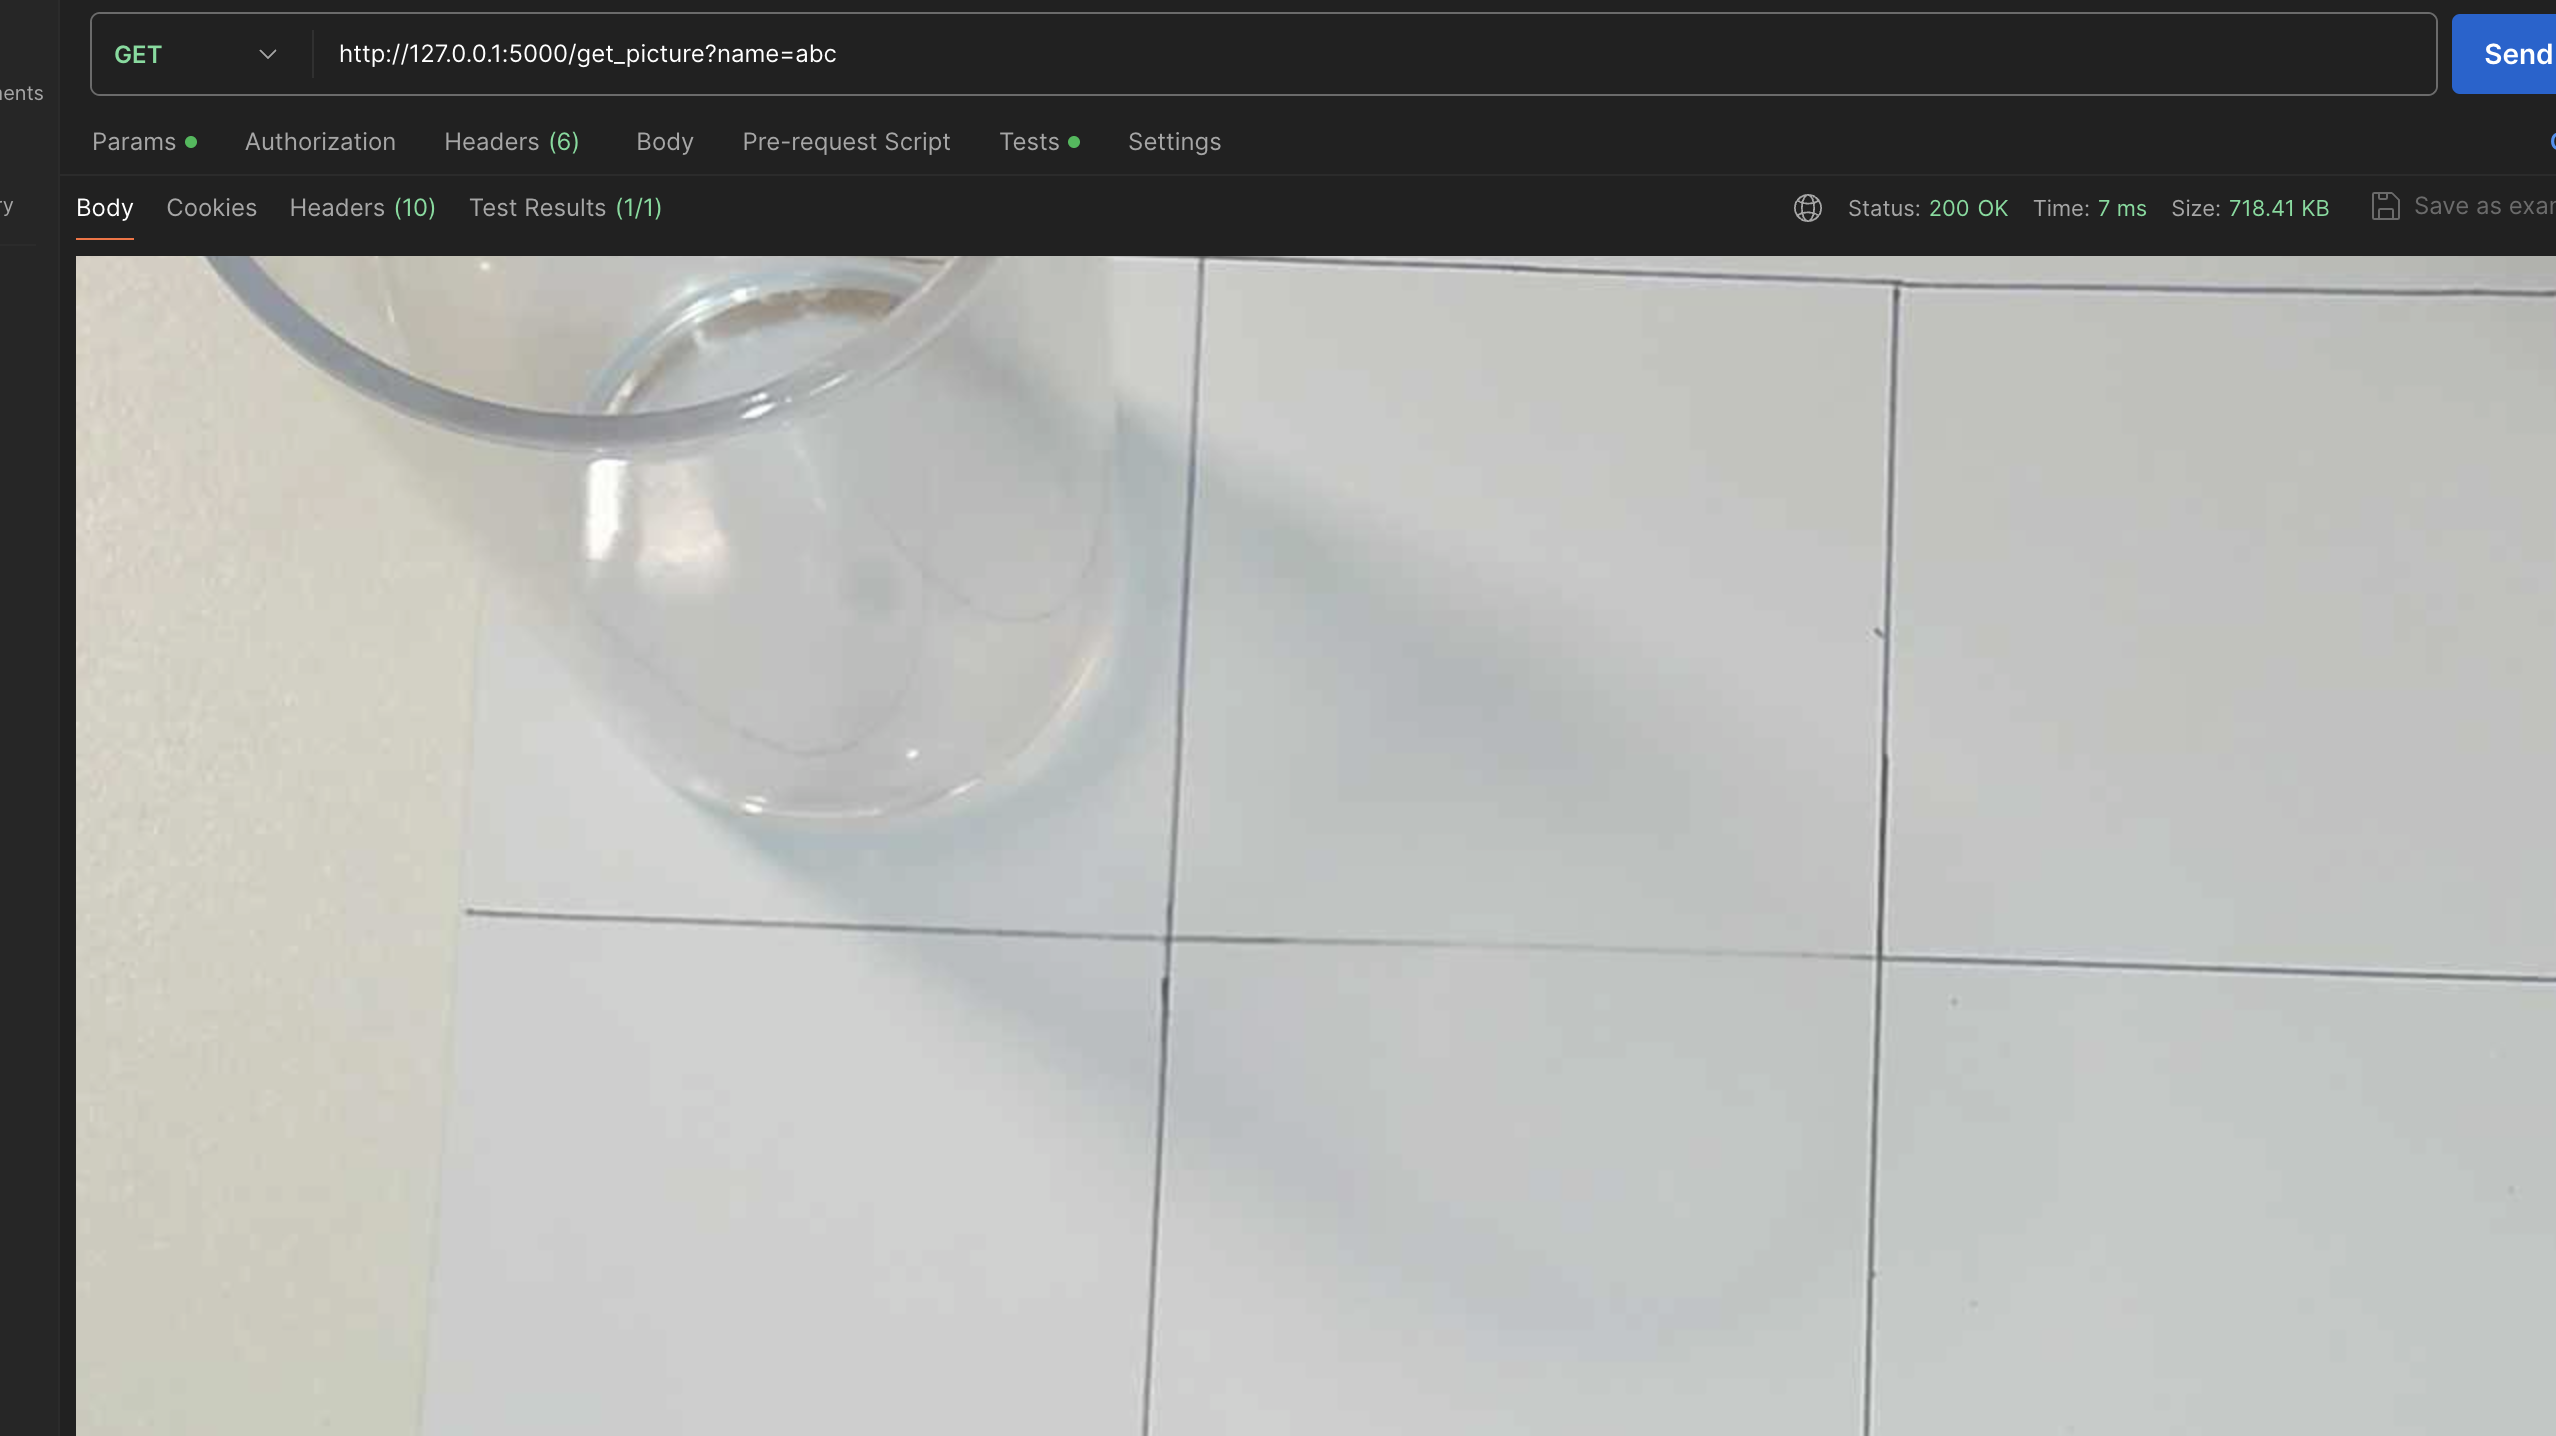 GET http://127.0.0.1:5000/get_picture?name=abc Send
Params Authorization Headers (6) Body Pre-request Script Tests Settings
Body Cookies Headers (10) Test Results (1/1) Status: 200 OK Time: 7 ms Size: 718.41 KB Save as